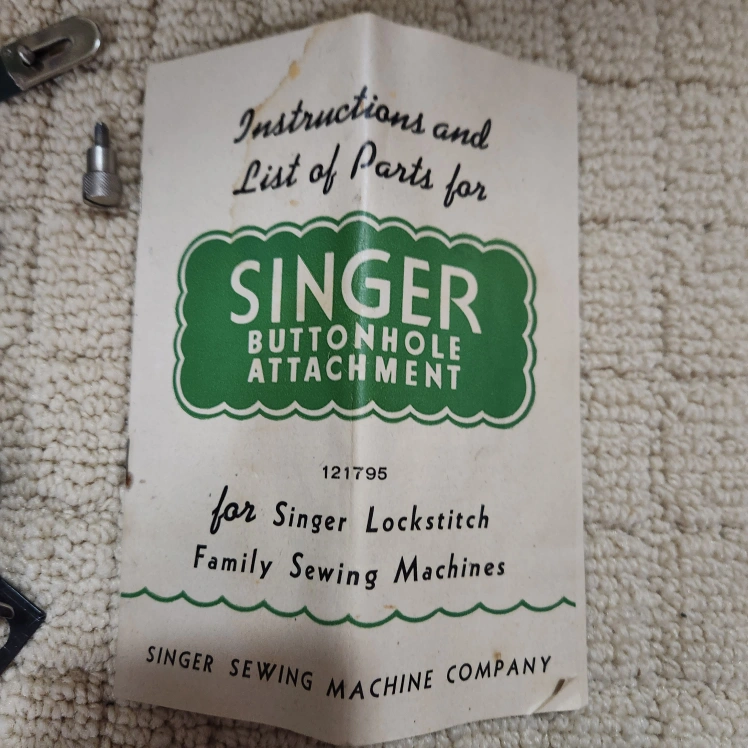 Instructions and
List of Parts for
SINGER
BUTTONHOLE
ATTACHMENT
121795
for Singer Lockstitch
Family Sewing Machines
SINGER SEWING MACHINE COMPANY